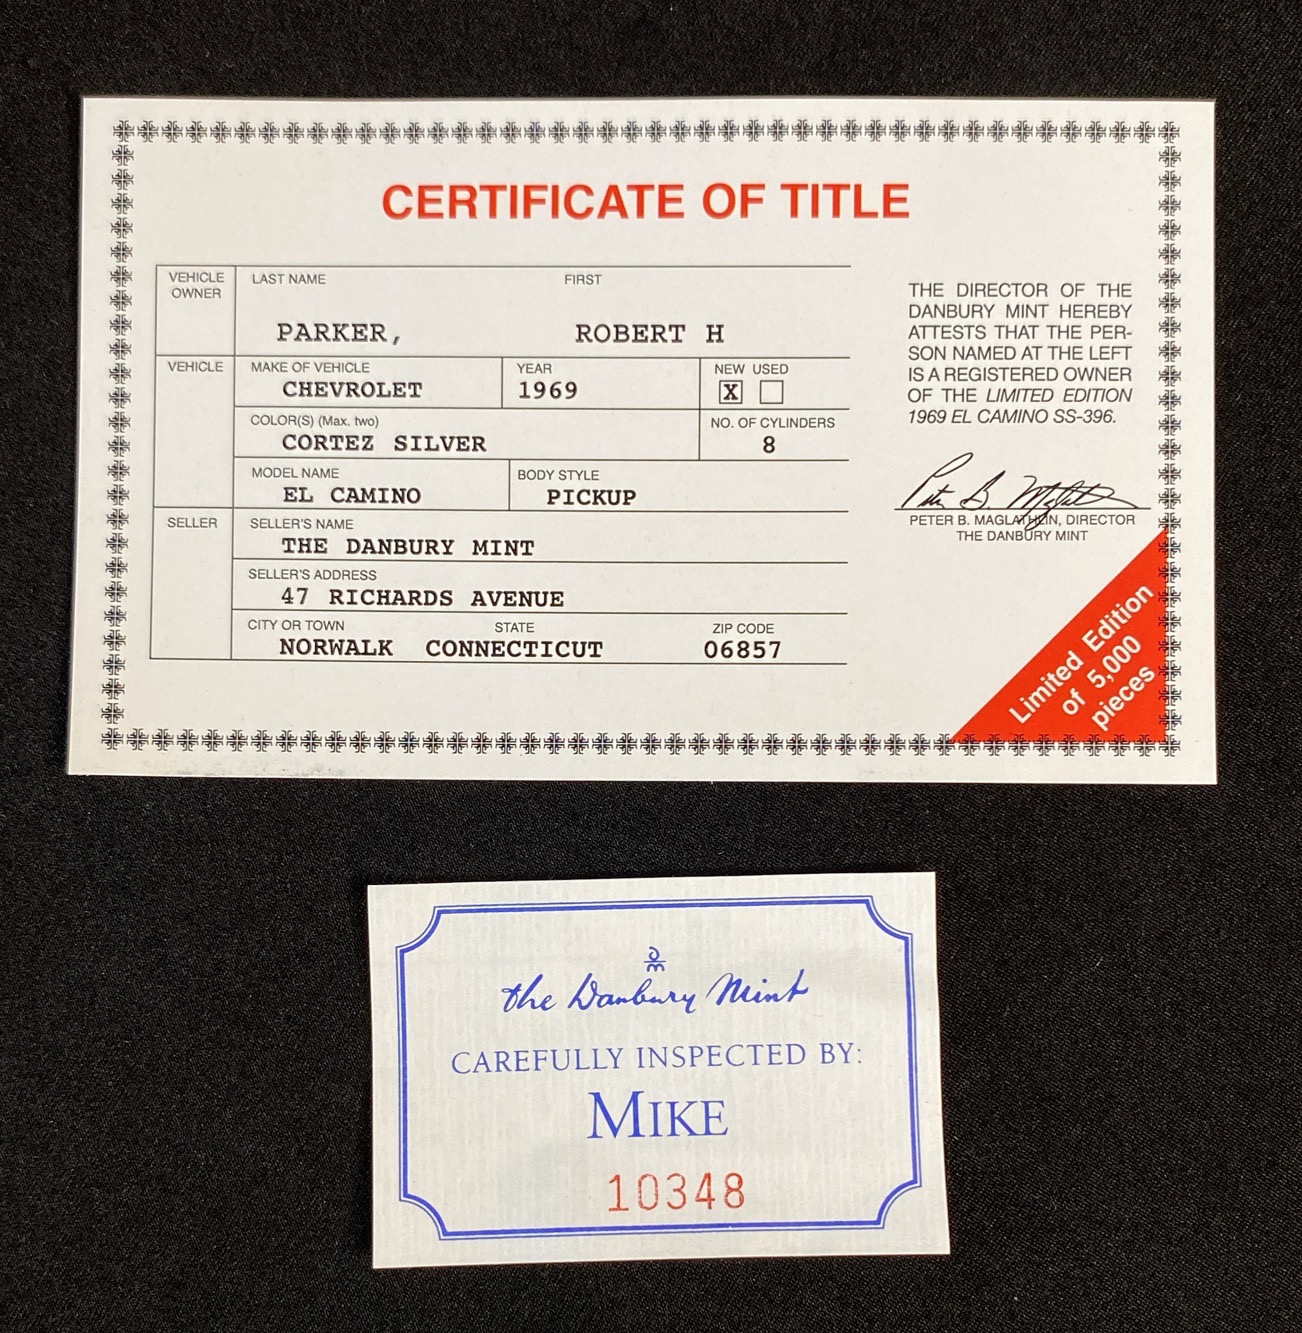 CERTIFICATE OF TITLE
VEHICLE OWNER
LAST NAME FIRST
PARKER, ROBERT H
VEHICLE
MAKE OF VEHICLE YEAR NEW USED
CHEVROLET 1969 X
COLOR(S) (Max. two) NO. OF CYLINDERS
CORTEZ SILVER 8
MODEL NAME BODY STYLE
EL CAMINO PICKUP
SELLER
SELLER'S NAME
THE DANBURY MINT
SELLER'S ADDRESS
47 RICHARDS AVENUE
CITY OR TOWN STATE ZIP CODE
NORWALK CONNECTICUT 06857
THE DIRECTOR OF THE
DANBURY MINT HEREBY
ATTESTS THAT THE PER-
SON NAMED AT THE LEFT
IS A REGISTERED OWNER
OF THE LIMITED EDITION
1969 EL CAMINO SS-396.
Peter B. Maglathlin
PETER B. MAGLATHLIN, DIRECTOR
THE DANBURY MINT
Limited Edition
of 5,000
pieces
the Danbury Mint
CAREFULLY INSPECTED BY:
MIKE
10348